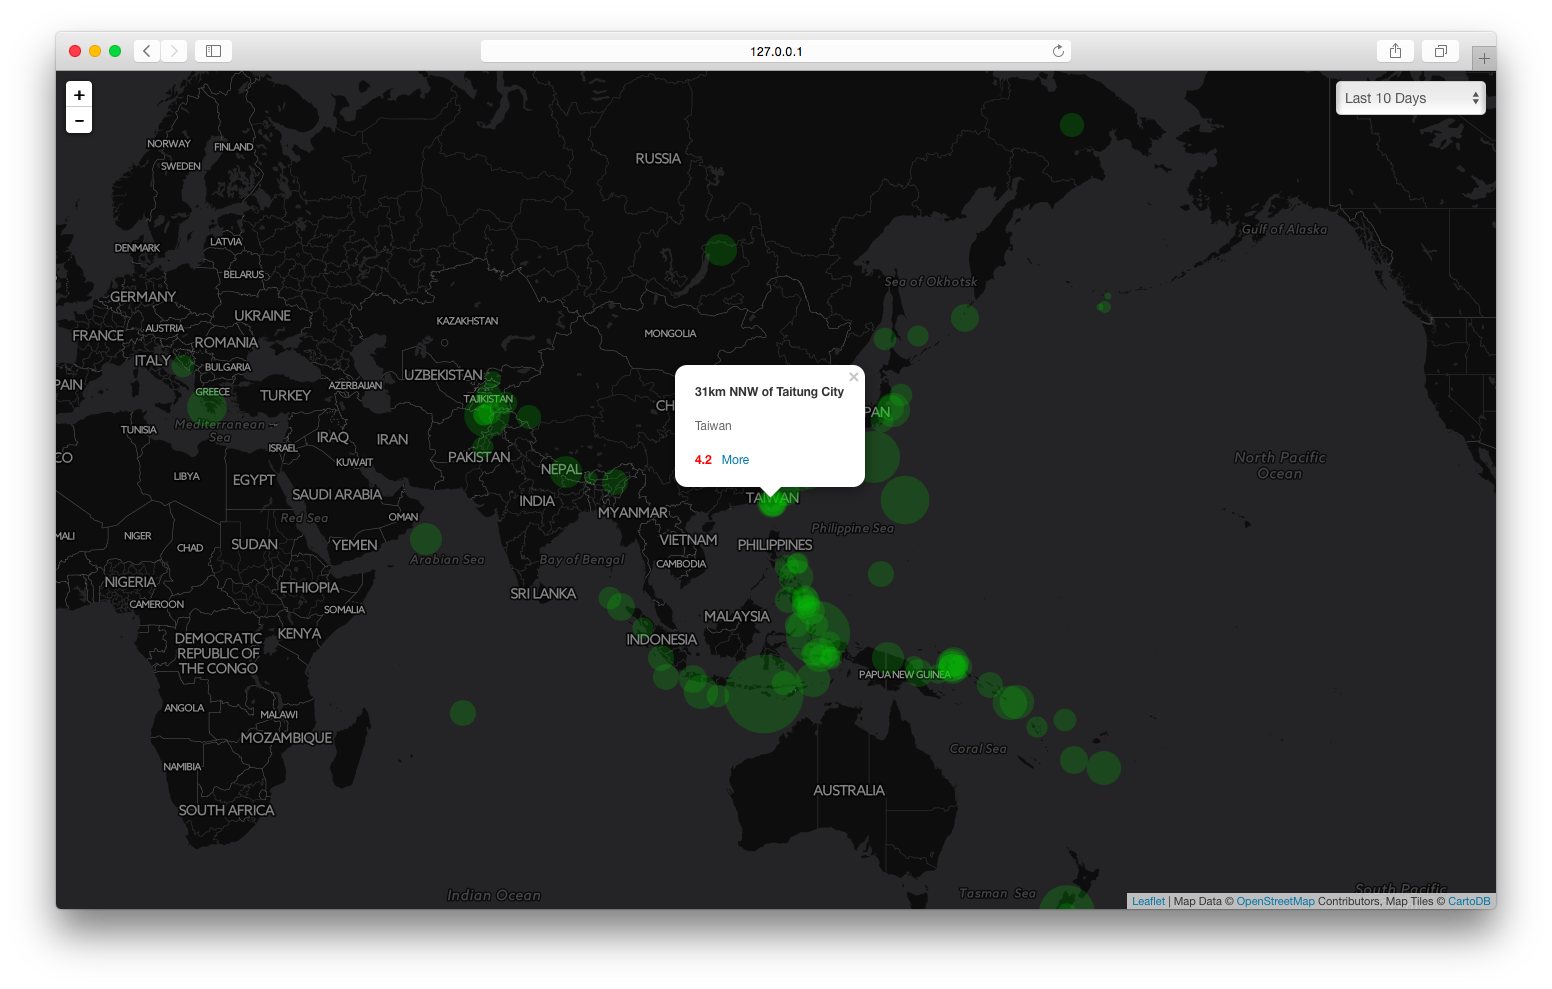 127.0.0.1
+
−
Last 10 Days
NORWAY
FINLAND
SWEDEN
RUSSIA
DENMARK
LATVIA
BELARUS
Gulf of Alaska
Sea of Okhotsk
GERMANY
UKRAINE
KAZAKHSTAN
FRANCE
AUSTRIA
ROMANIA
MONGOLIA
ITALY
BULGARIA
UZBEKISTAN
PAIN
GREECE
TURKEY
AZERBAIJAN
TAJIKISTAN
CH
PAN
31km NNW of Taitung City
×
Taiwan
4.2 More
TUNISIA
Mediterranean
Sea
IRAQ
IRAN
ISRAEL
CO
KUWAIT
PAKISTAN
NEPAL
North Pacific
Ocean
LIBYA
EGYPT
SAUDI ARABIA
INDIA
TAIWAN
MYANMAR
Red Sea
OMAN
Philippine Sea
MALI
NIGER
CHAD
SUDAN
YEMEN
Arabian Sea
Bay of Bengal
VIETNAM
PHILIPPINES
CAMBODIA
NIGERIA
ETHIOPIA
SRI LANKA
CAMEROON
SOMALIA
MALAYSIA
KENYA
INDONESIA
DEMOCRATIC
REPUBLIC OF
THE CONGO
PAPUA NEW GUINEA
ANGOLA
MALAWI
MOZAMBIQUE
Coral Sea
NAMIBIA
AUSTRALIA
SOUTH AFRICA
Indian Ocean
Tasman Sea
South Pacific
Leaflet | Map Data © OpenStreetMap Contributors, Map Tiles © CartoDB